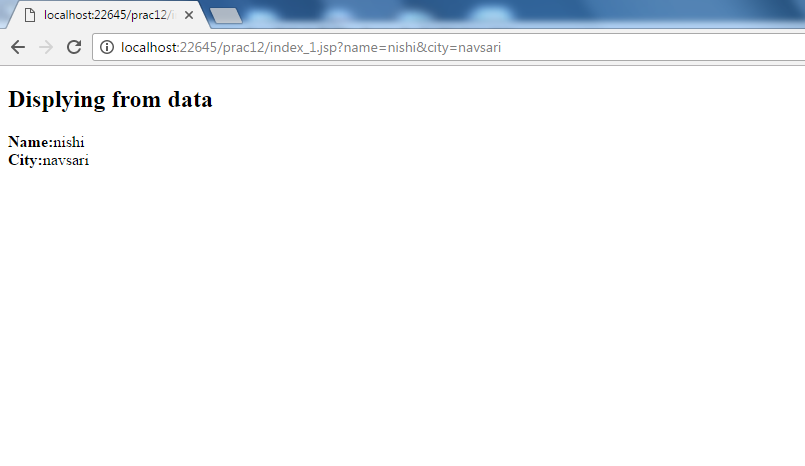 localhost:22645/prac12/i
localhost:22645/prac12/index_1.jsp?name=nishi&city=navsari
Displying from data
Name:nishi
City:navsari